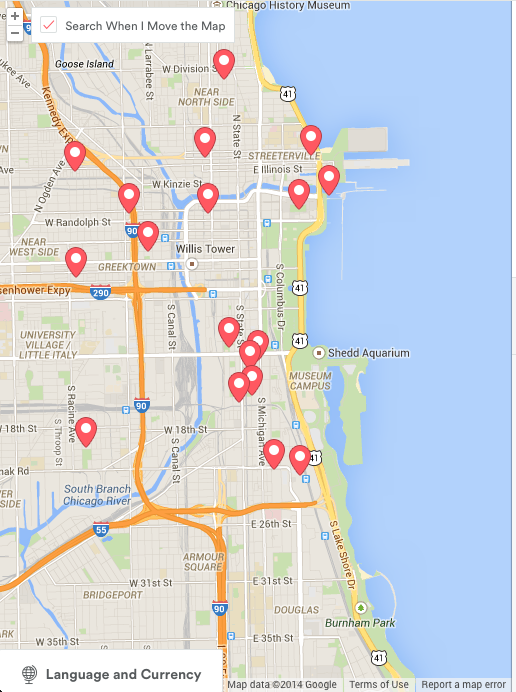 Chicago History Museum
+
−
Search When I Move the Map
N Larrabee St
Goose Island
W Division St
Kennedy Expy
NEAR
NORTH SIDE
41
N State St
STREETERVILLE
E Illinois St
N Ogden Ave
W Kinzie St
W Randolph St
90
NEAR
WEST SIDE
Willis Tower
GREEKTOWN
S Columbus Dr
senhower Expy
290
41
S Canal St
S State St
UNIVERSITY
VILLAGE /
LITTLE ITALY
41
Shedd Aquarium
MUSEUM
CAMPUS
S Racine Ave
90
S Michigan Ave
S Throop St
W 18th St
W 18th St
S Canal St
41
mak Rd
South Branch
Chicago River
55
E 26th St
S Lake Shore Dr
ARMOUR
SQUARE
W 31st St
E 31st St
BRIDGEPORT
90
DOUGLAS
Burnham Park
W 35th St
E 35th St
41
Language and Currency
Map data ©2014 Google
Terms of Use
Report a map error